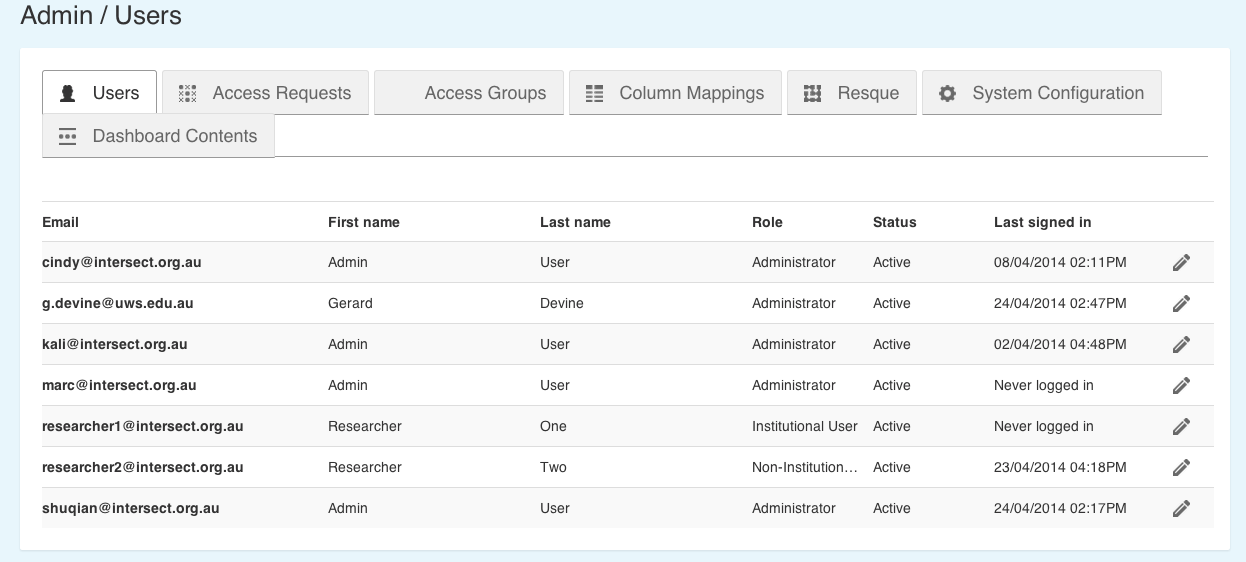 Admin / Users
Users Access Requests Access Groups Column Mappings Resque System Configuration
Dashboard Contents
Email First name Last name Role Status Last signed in
cindy@intersect.org.au Admin User Administrator Active 08/04/2014 02:11PM
g.devine@uws.edu.au Gerard Devine Administrator Active 24/04/2014 02:47PM
kali@intersect.org.au Admin User Administrator Active 02/04/2014 04:48PM
marc@intersect.org.au Admin User Administrator Active Never logged in
researcher1@intersect.org.au Researcher One Institutional User Active Never logged in
researcher2@intersect.org.au Researcher Two Non-Institution… Active 23/04/2014 04:18PM
shuqian@intersect.org.au Admin User Administrator Active 24/04/2014 02:17PM